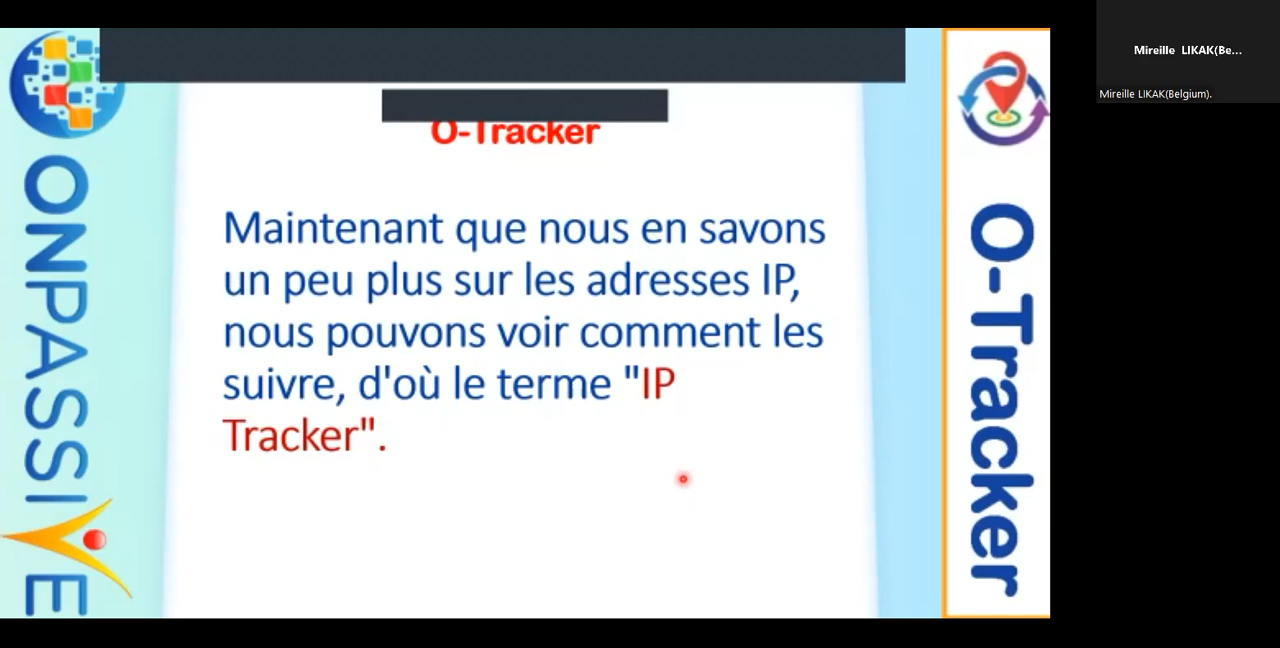 Mireille LIKAK(Be...
Mireille LIKAK(Belgium).
ONPASSIVE
O-Tracker
Maintenant que nous en savons
un peu plus sur les adresses IP,
nous pouvons voir comment les
suivre, d'où le terme "IP
Tracker".
O-Tracker